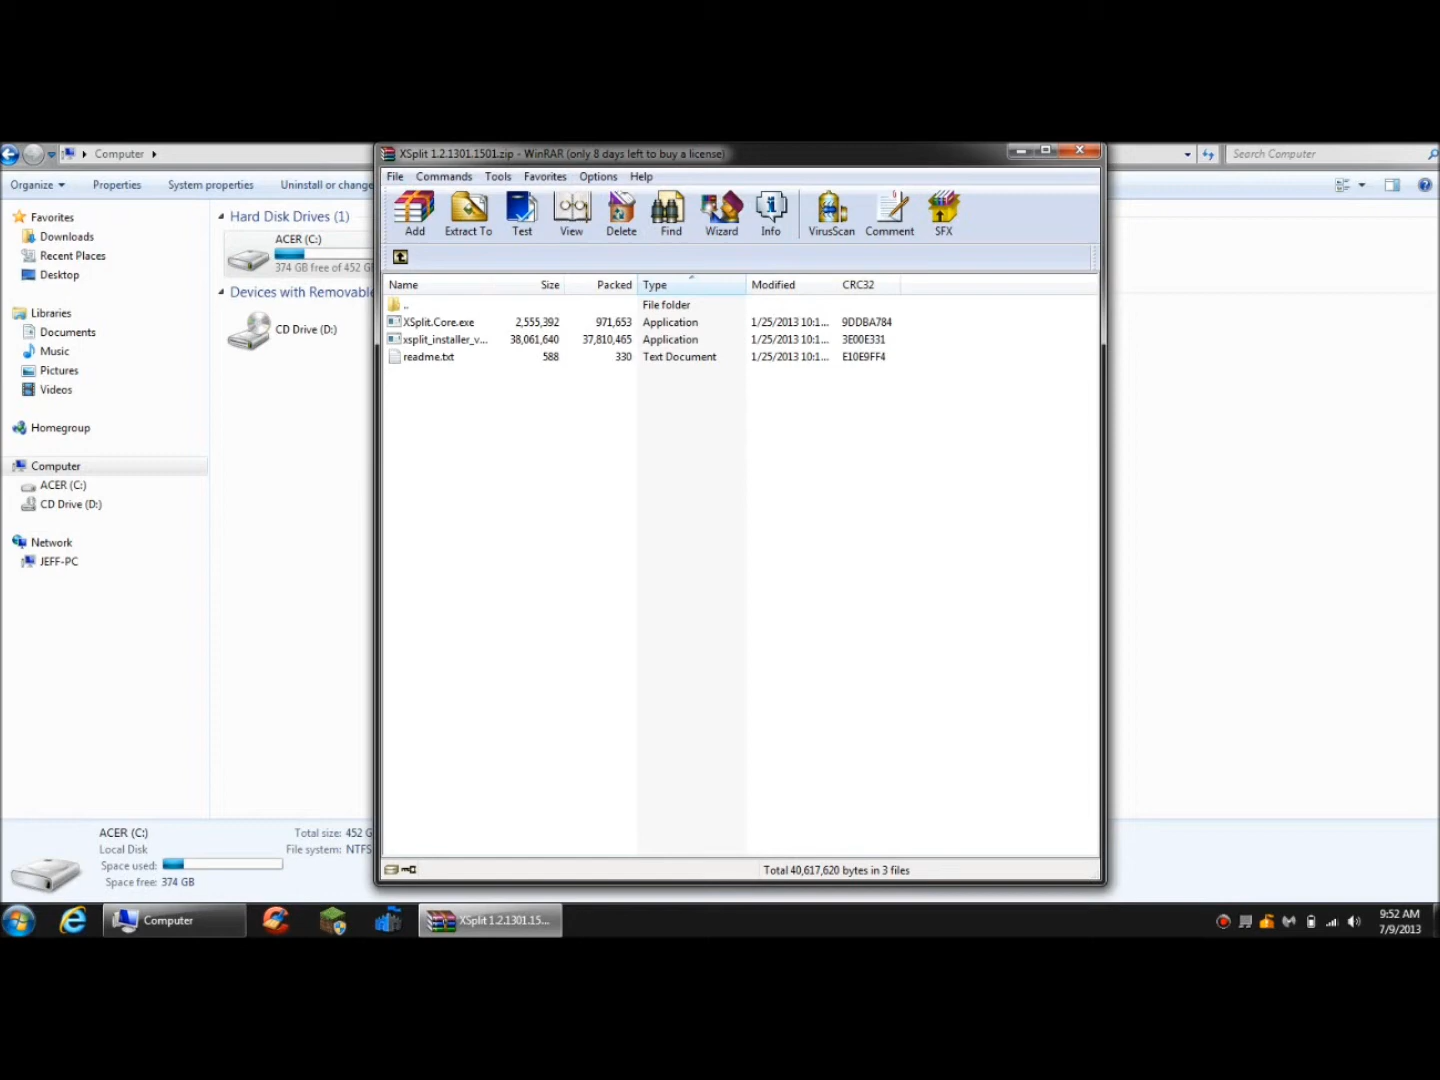 Computer
Search Computer
Organize
Properties
System properties
Uninstall or change
Favorites
Downloads
Recent Places
Desktop
Libraries
Documents
Music
Pictures
Videos
Homegroup
Computer
ACER (C:)
CD Drive (D:)
Network
JEFF-PC
Hard Disk Drives (1)
ACER (C:)
374 GB free of 452 G
Devices with Removable
CD Drive (D:)
XSplit 1.2.1301.1501.zip - WinRAR (only 8 days left to buy a license)
File Commands Tools Favorites Options Help
Add Extract To Test View Delete Find Wizard Info VirusScan Comment SFX
Name Size Packed Type Modified CRC32
.. File folder
XSplit.Core.exe 2,555,392 971,653 Application 1/25/2013 10:1... 9DDBA784
xsplit_installer_v... 38,061,640 37,810,465 Application 1/25/2013 10:1... 3E00E331
readme.txt 588 330 Text Document 1/25/2013 10:1... E10E9FF4
Total 40,617,620 bytes in 3 files
ACER (C:) Total size: 452 G
Local Disk File system: NTFS
Space used:
Space free: 374 GB
Computer
XSplit 1.2.1301.15...
9:52 AM
7/9/2013